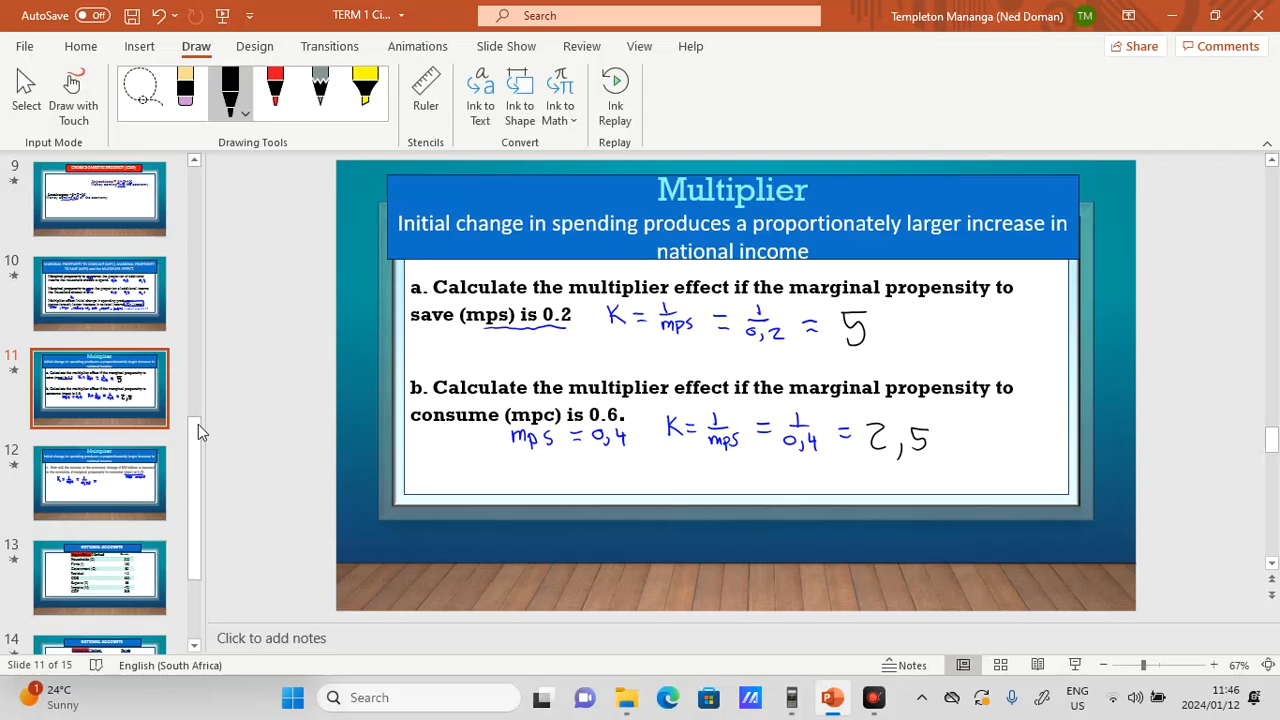 AutoSave Off TERM 1 Ci... Search Templeton Mananga (Ned Doman) TM
File Home Insert Draw Design Transitions Animations Slide Show Review View Help Share Comments
Select Draw with Touch Ruler Ink to Text Ink to Shape Ink to Math Ink Replay
Input Mode Drawing Tools Stencils Convert Replay
9
10
11
12
13
14
Multiplier
Initial change in spending produces a proportionately larger increase in
national income
a. Calculate the multiplier effect if the marginal propensity to
save (mps) is 0.2 K = 1/mps = 1/0,2 = 5
b. Calculate the multiplier effect if the marginal propensity to
consume (mpc) is 0.6.
mps = 0,4 K = 1/mps = 1/0,4 = 2,5
Click to add notes
Slide 11 of 15 English (South Africa) Notes 67%
1 24°C
Sunny
Search
ENG
US
11:46
2024/01/12